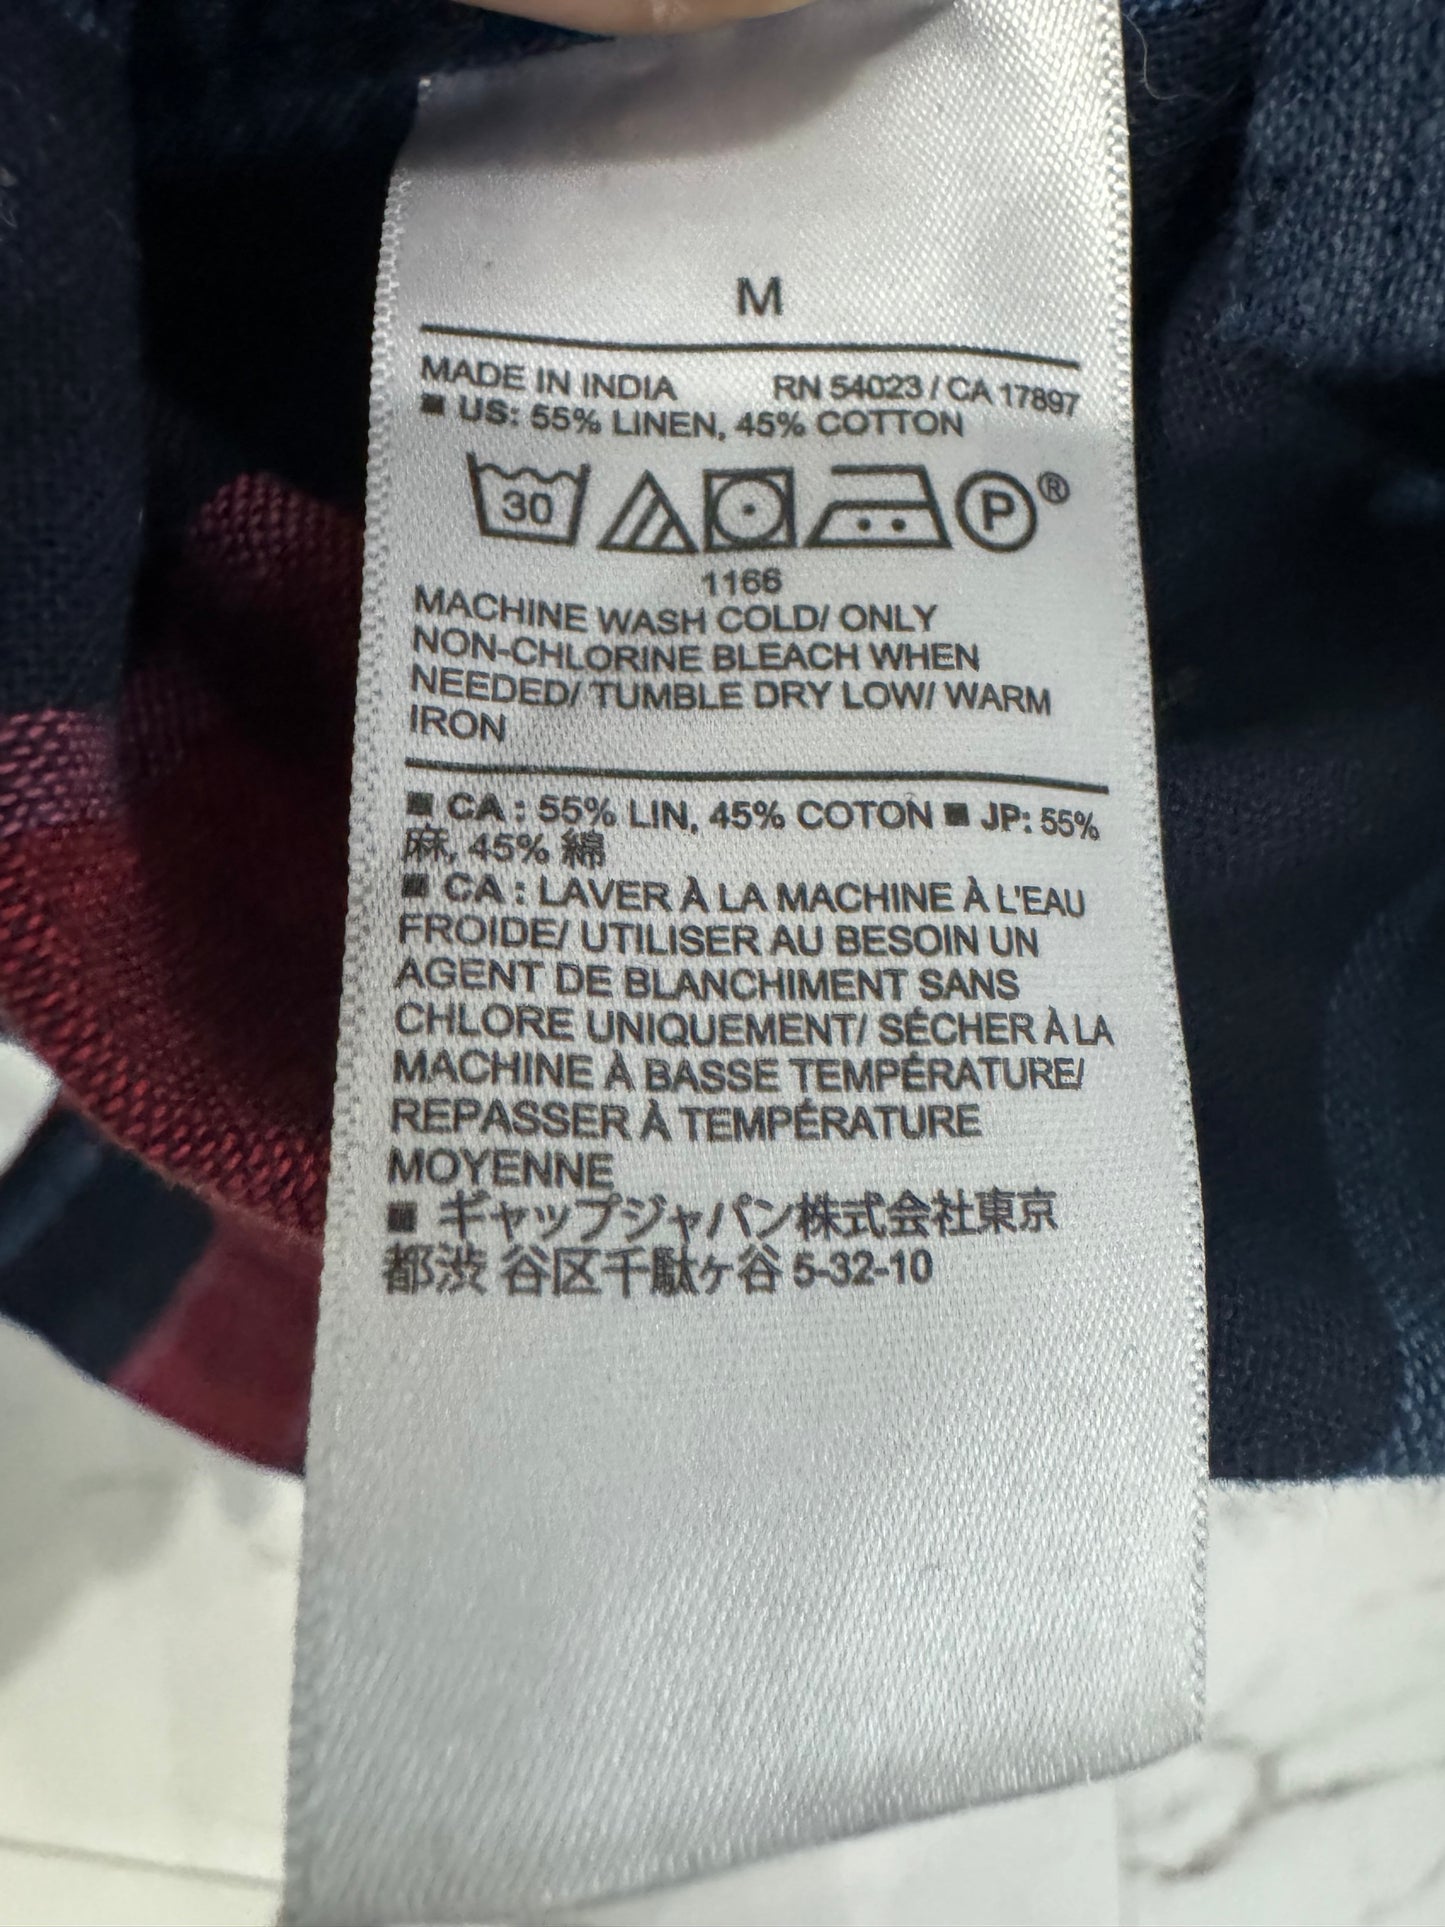 M
MADE IN INDIA RN 54023 / CA 17897
■ US: 55% LINEN, 45% COTTON
30 P®
1166
MACHINE WASH COLD/ ONLY
NON-CHLORINE BLEACH WHEN
NEEDED/ TUMBLE DRY LOW/ WARM
IRON
■ CA : 55% LIN, 45% COTON ■ JP: 55%
麻, 45% 綿
■ CA : LAVER À LA MACHINE À L'EAU
FROIDE/ UTILISER AU BESOIN UN
AGENT DE BLANCHIMENT SANS
CHLORE UNIQUEMENT/ SÉCHER À LA
MACHINE À BASSE TEMPÉRATURE/
REPASSER À TEMPÉRATURE
MOYENNE
■ ギャップジャパン株式会社東京
都渋 谷区千駄ヶ谷 5-32-10